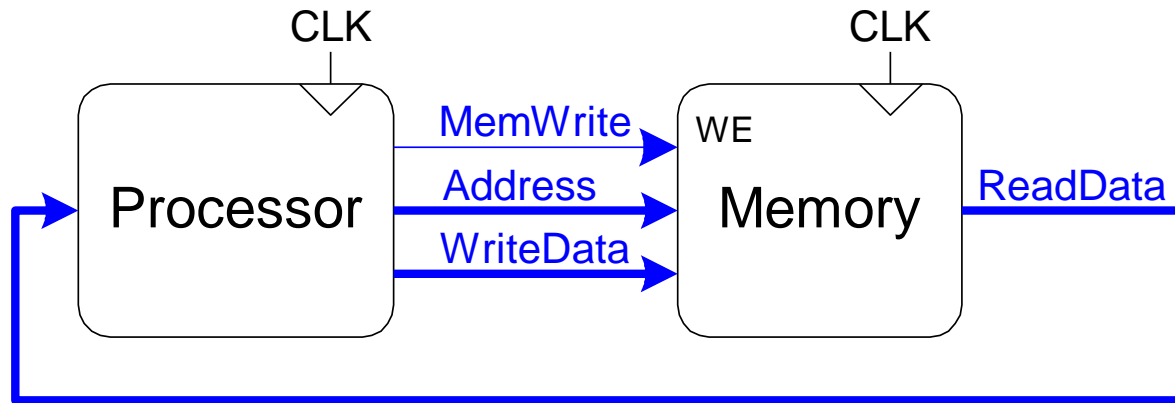 CLK
CLK
MemWrite
WE
Address
ReadData
Processor
Memory
WriteData